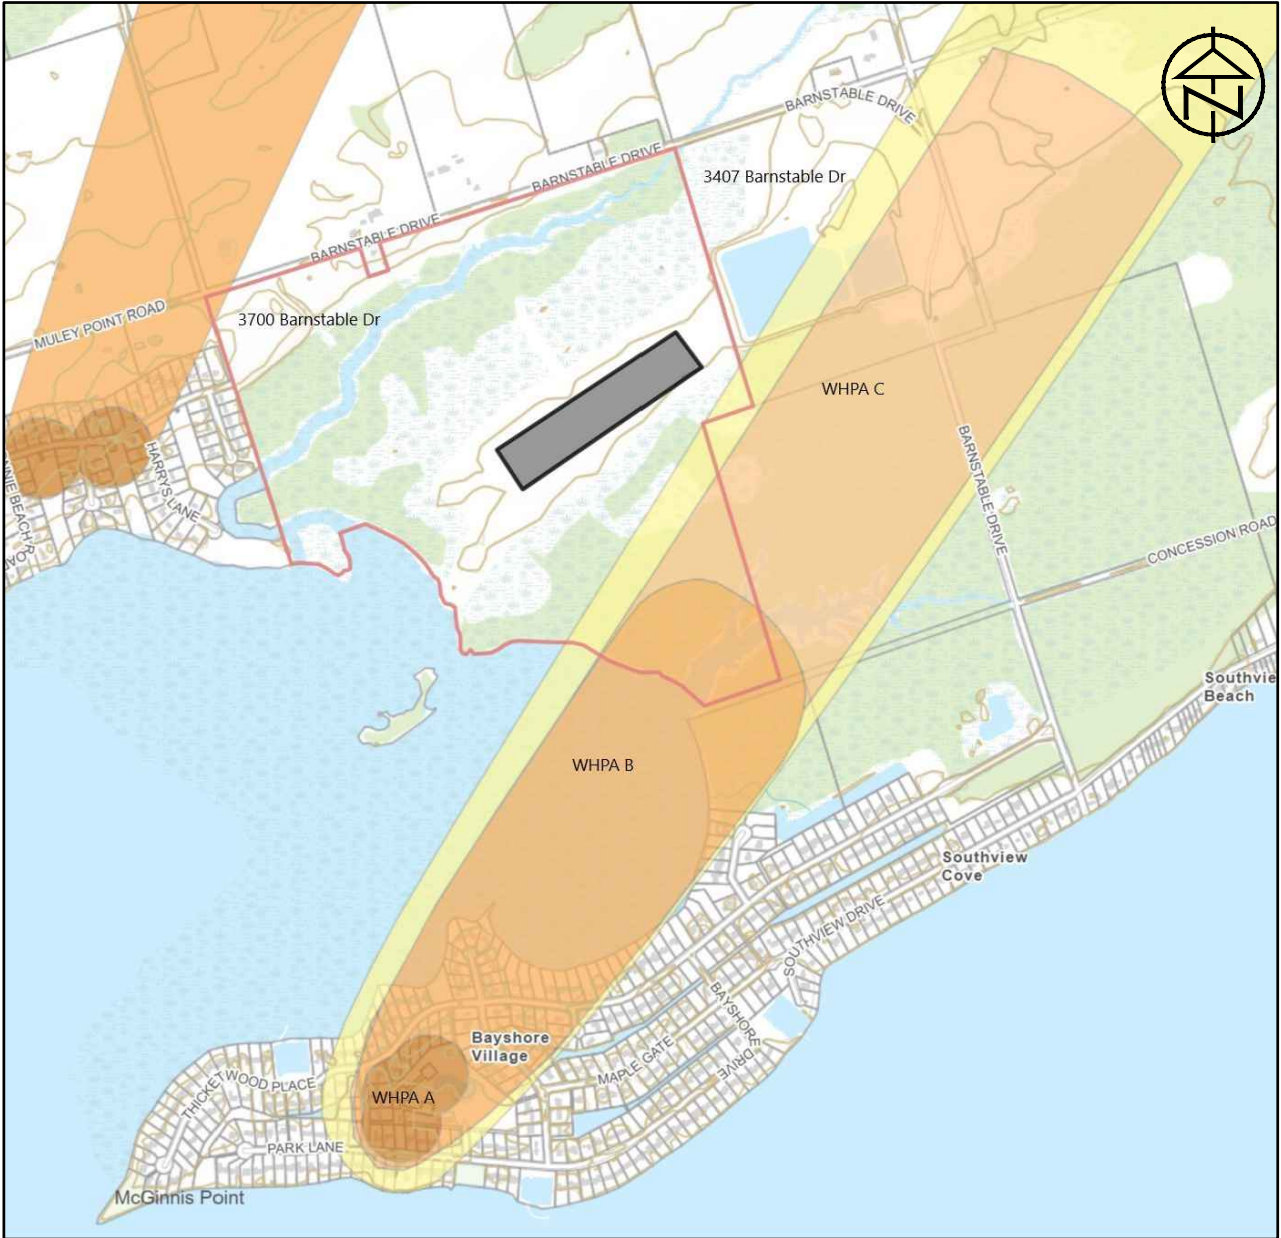 N
BARNSTABLE DRIVE
BARNSTABLE DRIVE
3407 Barnstable Dr
BARNSTABLE DRIVE
3700 Barnstable Dr
MULEY POINT ROAD
WHPA C
HARRYS LANE
BARNSTABLE DRIVE
CONCESSION ROAD
Southvie
Beach
WHPA B
Southview
Cove
SOUTHVIEW DRIVE
BAYSHORE
DRIVE
Bayshore
Village
MAPLE GATE
THICKETWOOD PLACE
WHPA A
PARK LANE
McGinnis Point